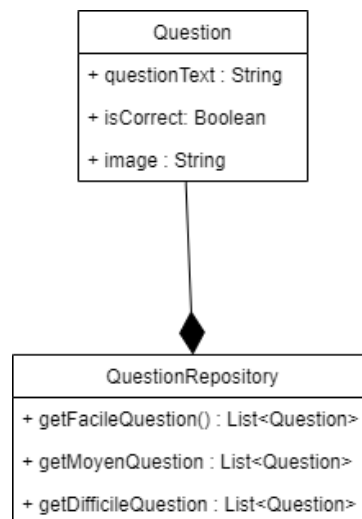 Question
+ questionText : String
+ isCorrect: Boolean
+ image : String
QuestionRepository
+ getFacileQuestion() : List<Question>
+ getMoyenQuestion : List<Question>
+ getDifficileQuestion : List<Question>